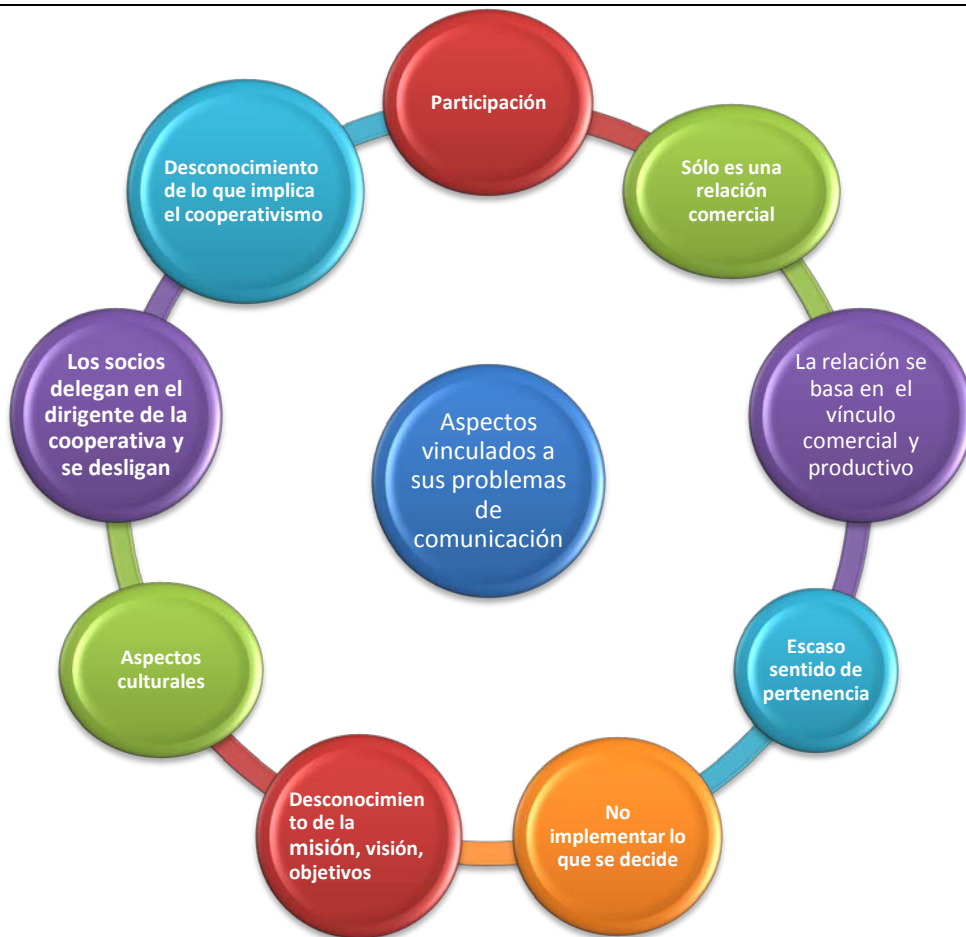 Participación
Sólo es una
relación
comercial
La relación se
basa en el
vínculo
comercial y
productivo
Escaso
sentido de
pertenencia
No
implementar lo
que se decide
Desconocimien
to de la
misión, visión,
objetivos
Aspectos
culturales
Los socios
delegan en el
dirigente de la
cooperativa y
se desligan
Desconocimiento
de lo que implica
el cooperativismo
Aspectos
vinculados a
sus problemas
de
comunicación